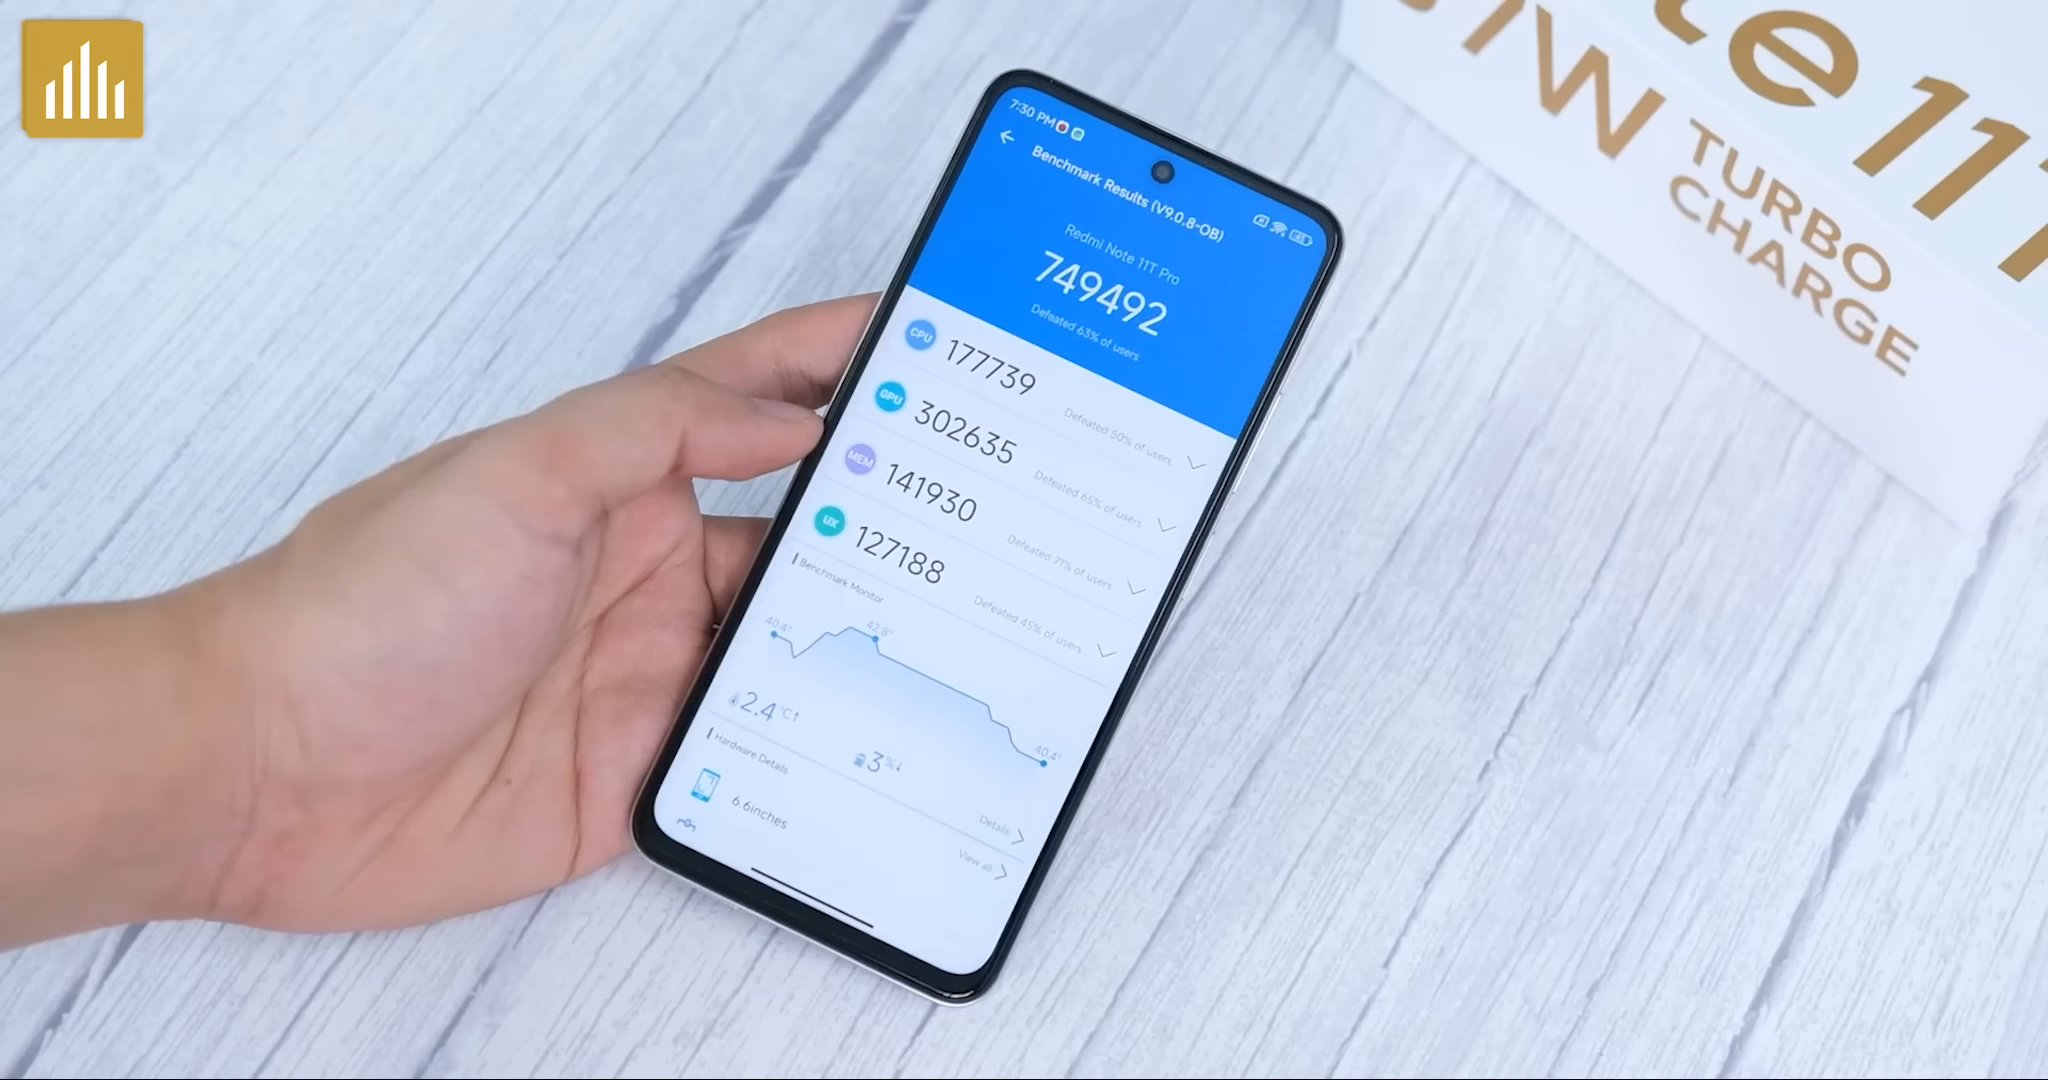 7:30 PM
Benchmark Results (V9.0.8-OB)
Redmi Note 11T Pro
749492
Defeated 63% of users
CPU 177739 Defeated 50% of users
GPU 302635 Defeated 65% of users
MEM 141930 Defeated 71% of users
UX 127188 Defeated 45% of users
Benchmark Monitor
40.4°
42.8°
40.4°
2.4 °C↑
3 %↓
Details
Hardware Details
View all
6.6inches
te 11T
W TURBO
CHARGE